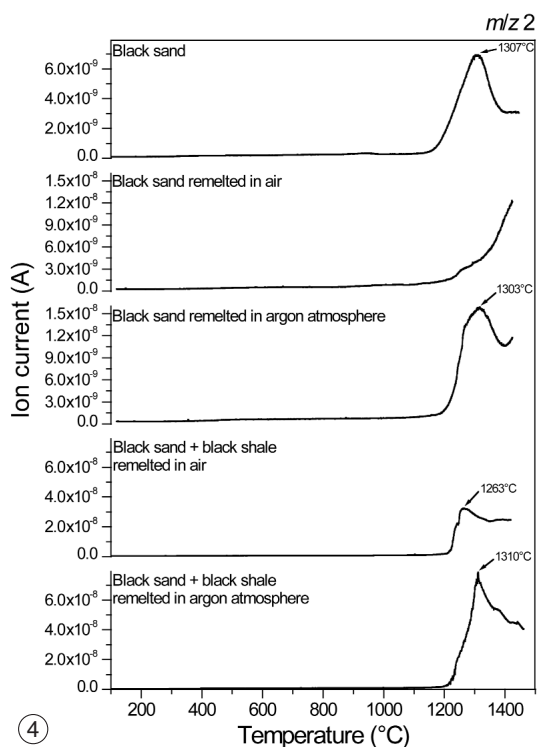 m/z 2
Black sand
1307°C
6.0x10⁻⁹
4.0x10⁻⁹
2.0x10⁻⁹
0.0
Black sand remelted in air
1.5x10⁻⁸
1.2x10⁻⁸
9.0x10⁻⁹
6.0x10⁻⁹
3.0x10⁻⁹
0.0
Black sand remelted in argon atmosphere
1303°C
1.5x10⁻⁸
1.2x10⁻⁸
9.0x10⁻⁹
6.0x10⁻⁹
3.0x10⁻⁹
0.0
Black sand + black shale
remelted in air
1263°C
6.0x10⁻⁸
4.0x10⁻⁸
2.0x10⁻⁸
0.0
Black sand + black shale
remelted in argon atmosphere
1310°C
6.0x10⁻⁸
4.0x10⁻⁸
2.0x10⁻⁸
0.0
Ion current (A)
200 400 600 800 1000 1200 1400
Temperature (°C)
4